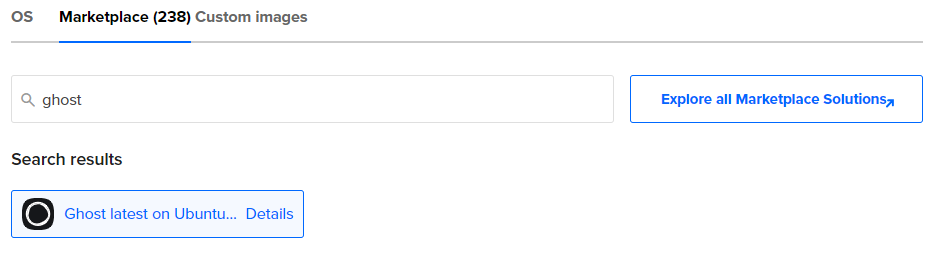 OS Marketplace (238) Custom images
ghost Explore all Marketplace Solutions
Search results
Ghost latest on Ubuntu... Details